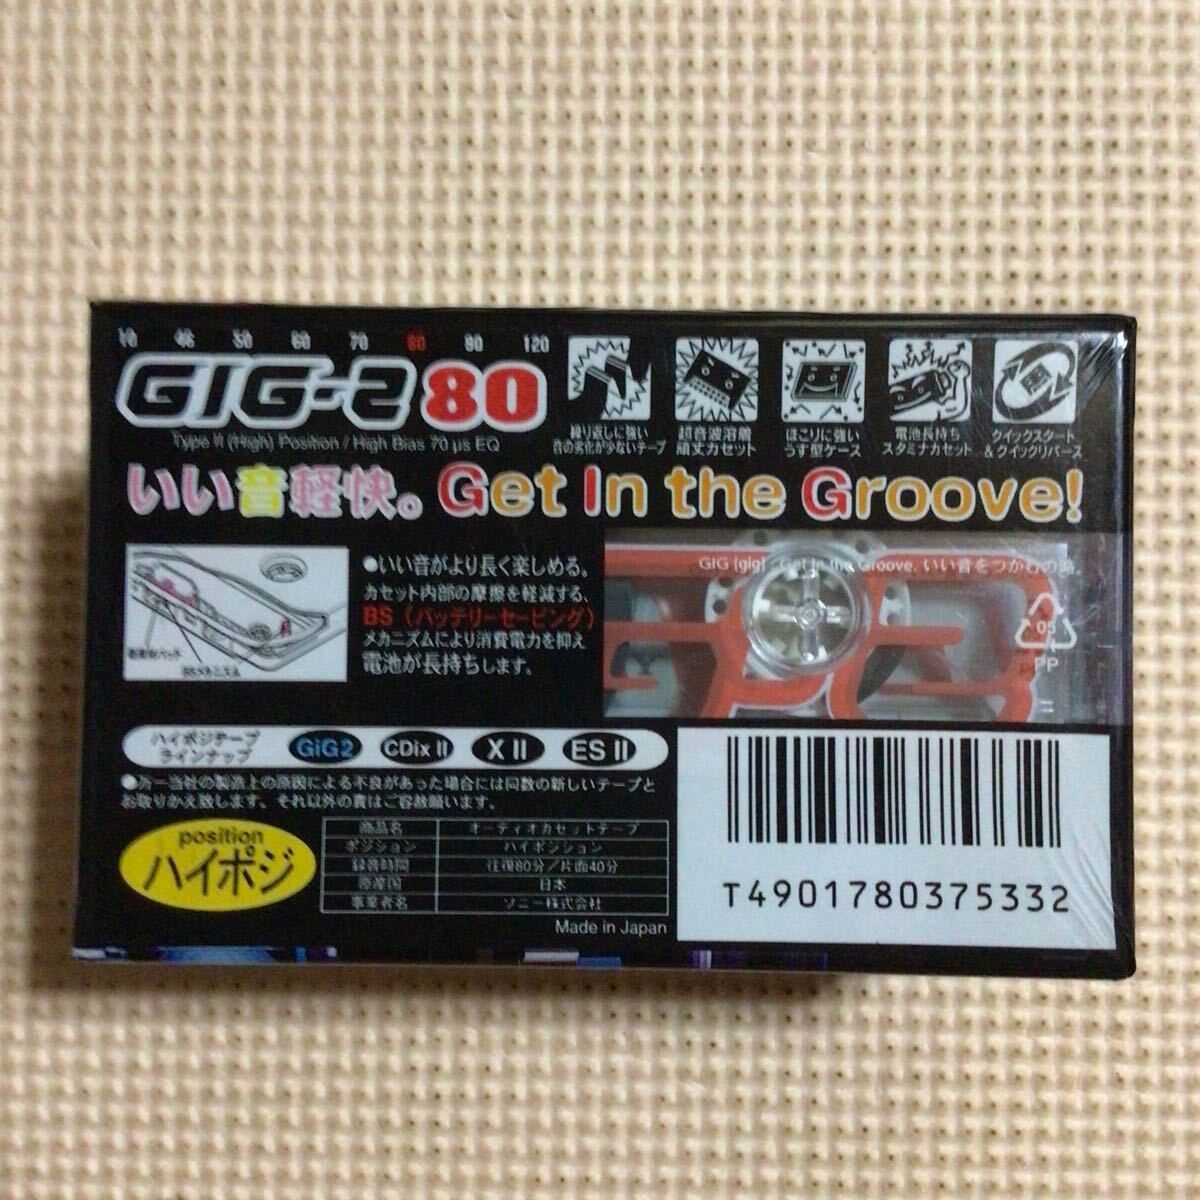 10 46 50 60 70 80 90 120
GIG-2 80
Type II (High) Position / High Bias 70 μs EQ
繰り返しに強い
音の劣化が少ないテープ
超音波溶着
頑丈カセット
ほこりに強い
うす型ケース
電池長持ち
スタミナカセット
クイックスタート
&クイックリバース
いい音軽快。Get In the Groove!
BSメカニズム
●いい音がより長く楽しめる。
カセット内部の摩擦を軽減する、
BS(バッテリーセービング)
メカニズムにより消費電力を抑え
電池が長持ちします。
GIG [gig] : Get In the Groove. いい音をつかむの略。
05
PP
ハイポジテープ
ラインナップ
GiG2 CDix II X II ES II
●万一当社の製造上の原因による不良があった場合には同数の新しいテープと
お取りかえ致します。それ以外の責はご容赦願います。
position
ハイポジ
商品名 オーディオカセットテープ
ポジション ハイポジション
録音時間 往復80分/片面40分
原産国 日本
事業者名 ソニー株式会社
Made in Japan
T4901780375332